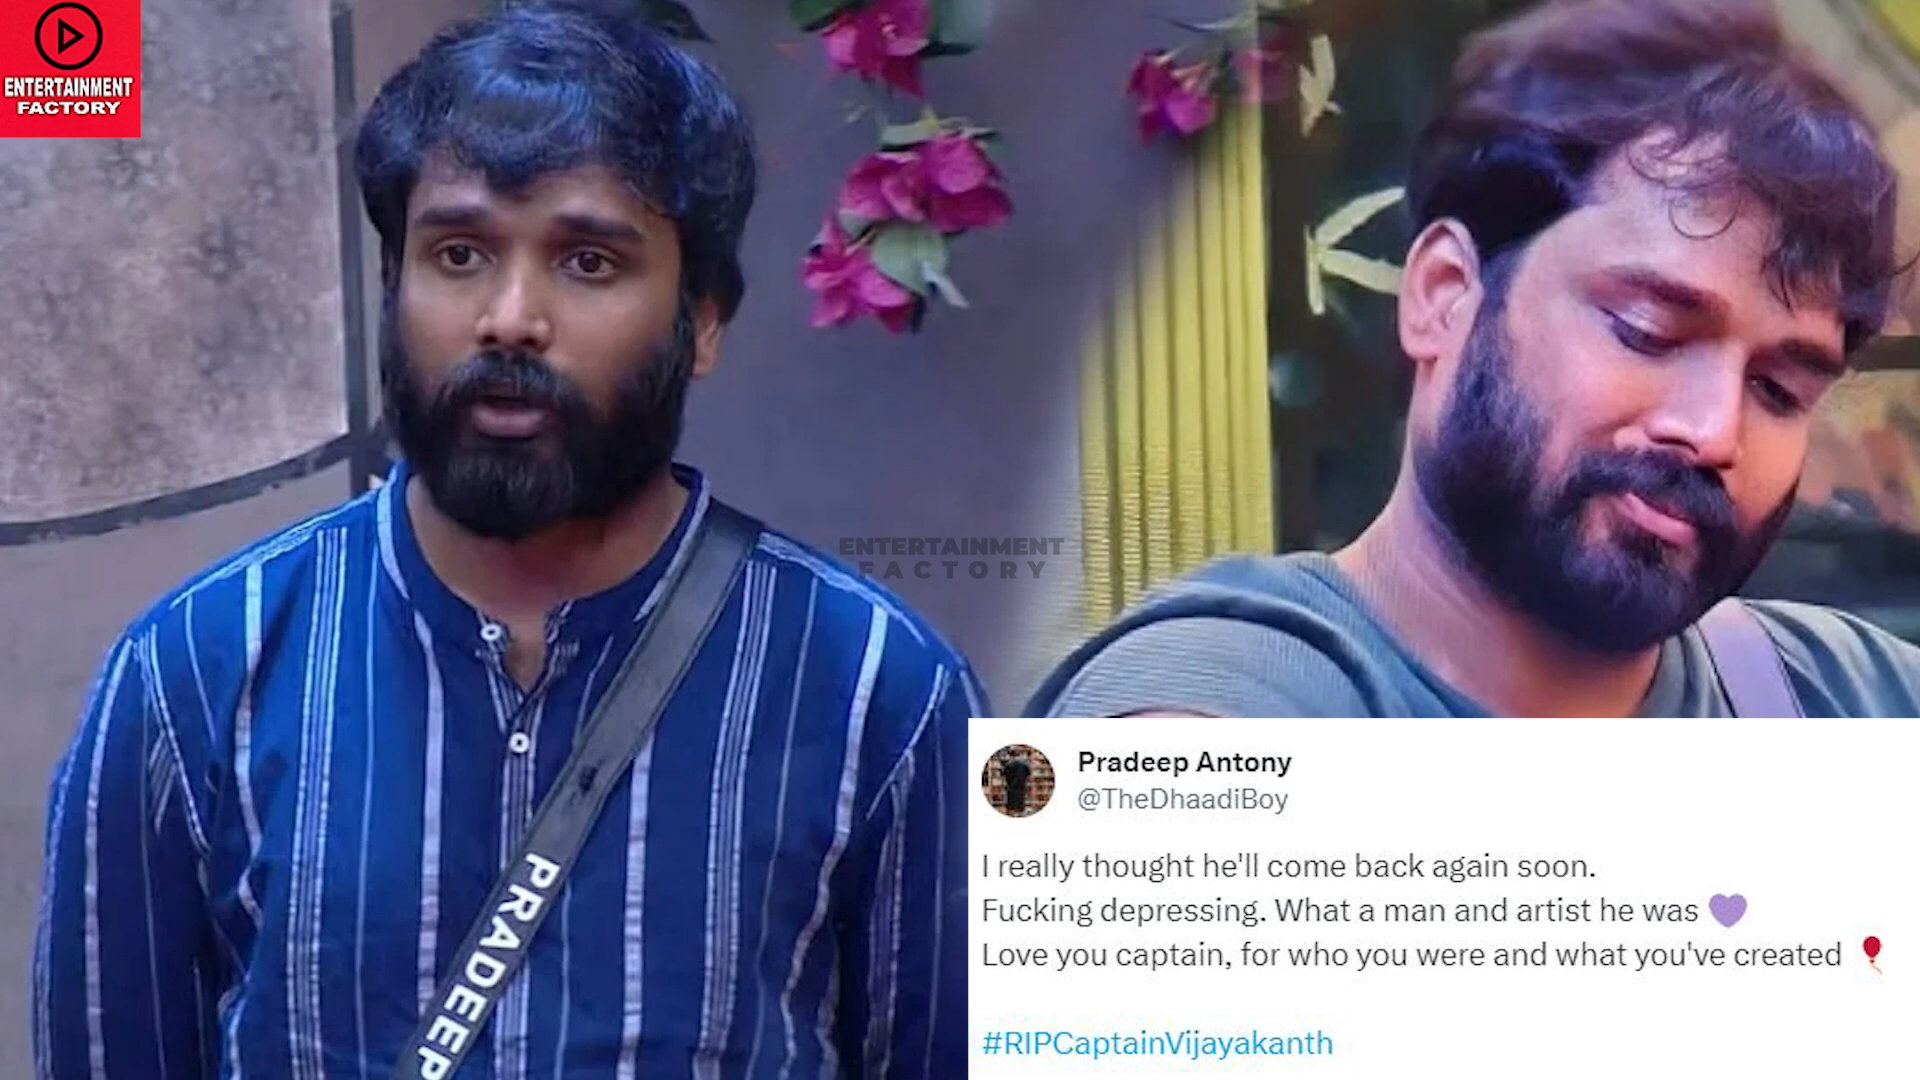 ENTERTAINMENT
FACTORY
ENTERTAINMENT
FACTORY
PRADEEP
Pradeep Antony
@TheDhaadiBoy
I really thought he'll come back again soon.
Fucking depressing. What a man and artist he was 💜
Love you captain, for who you were and what you've created 🎈
#RIPCaptainVijayakanth